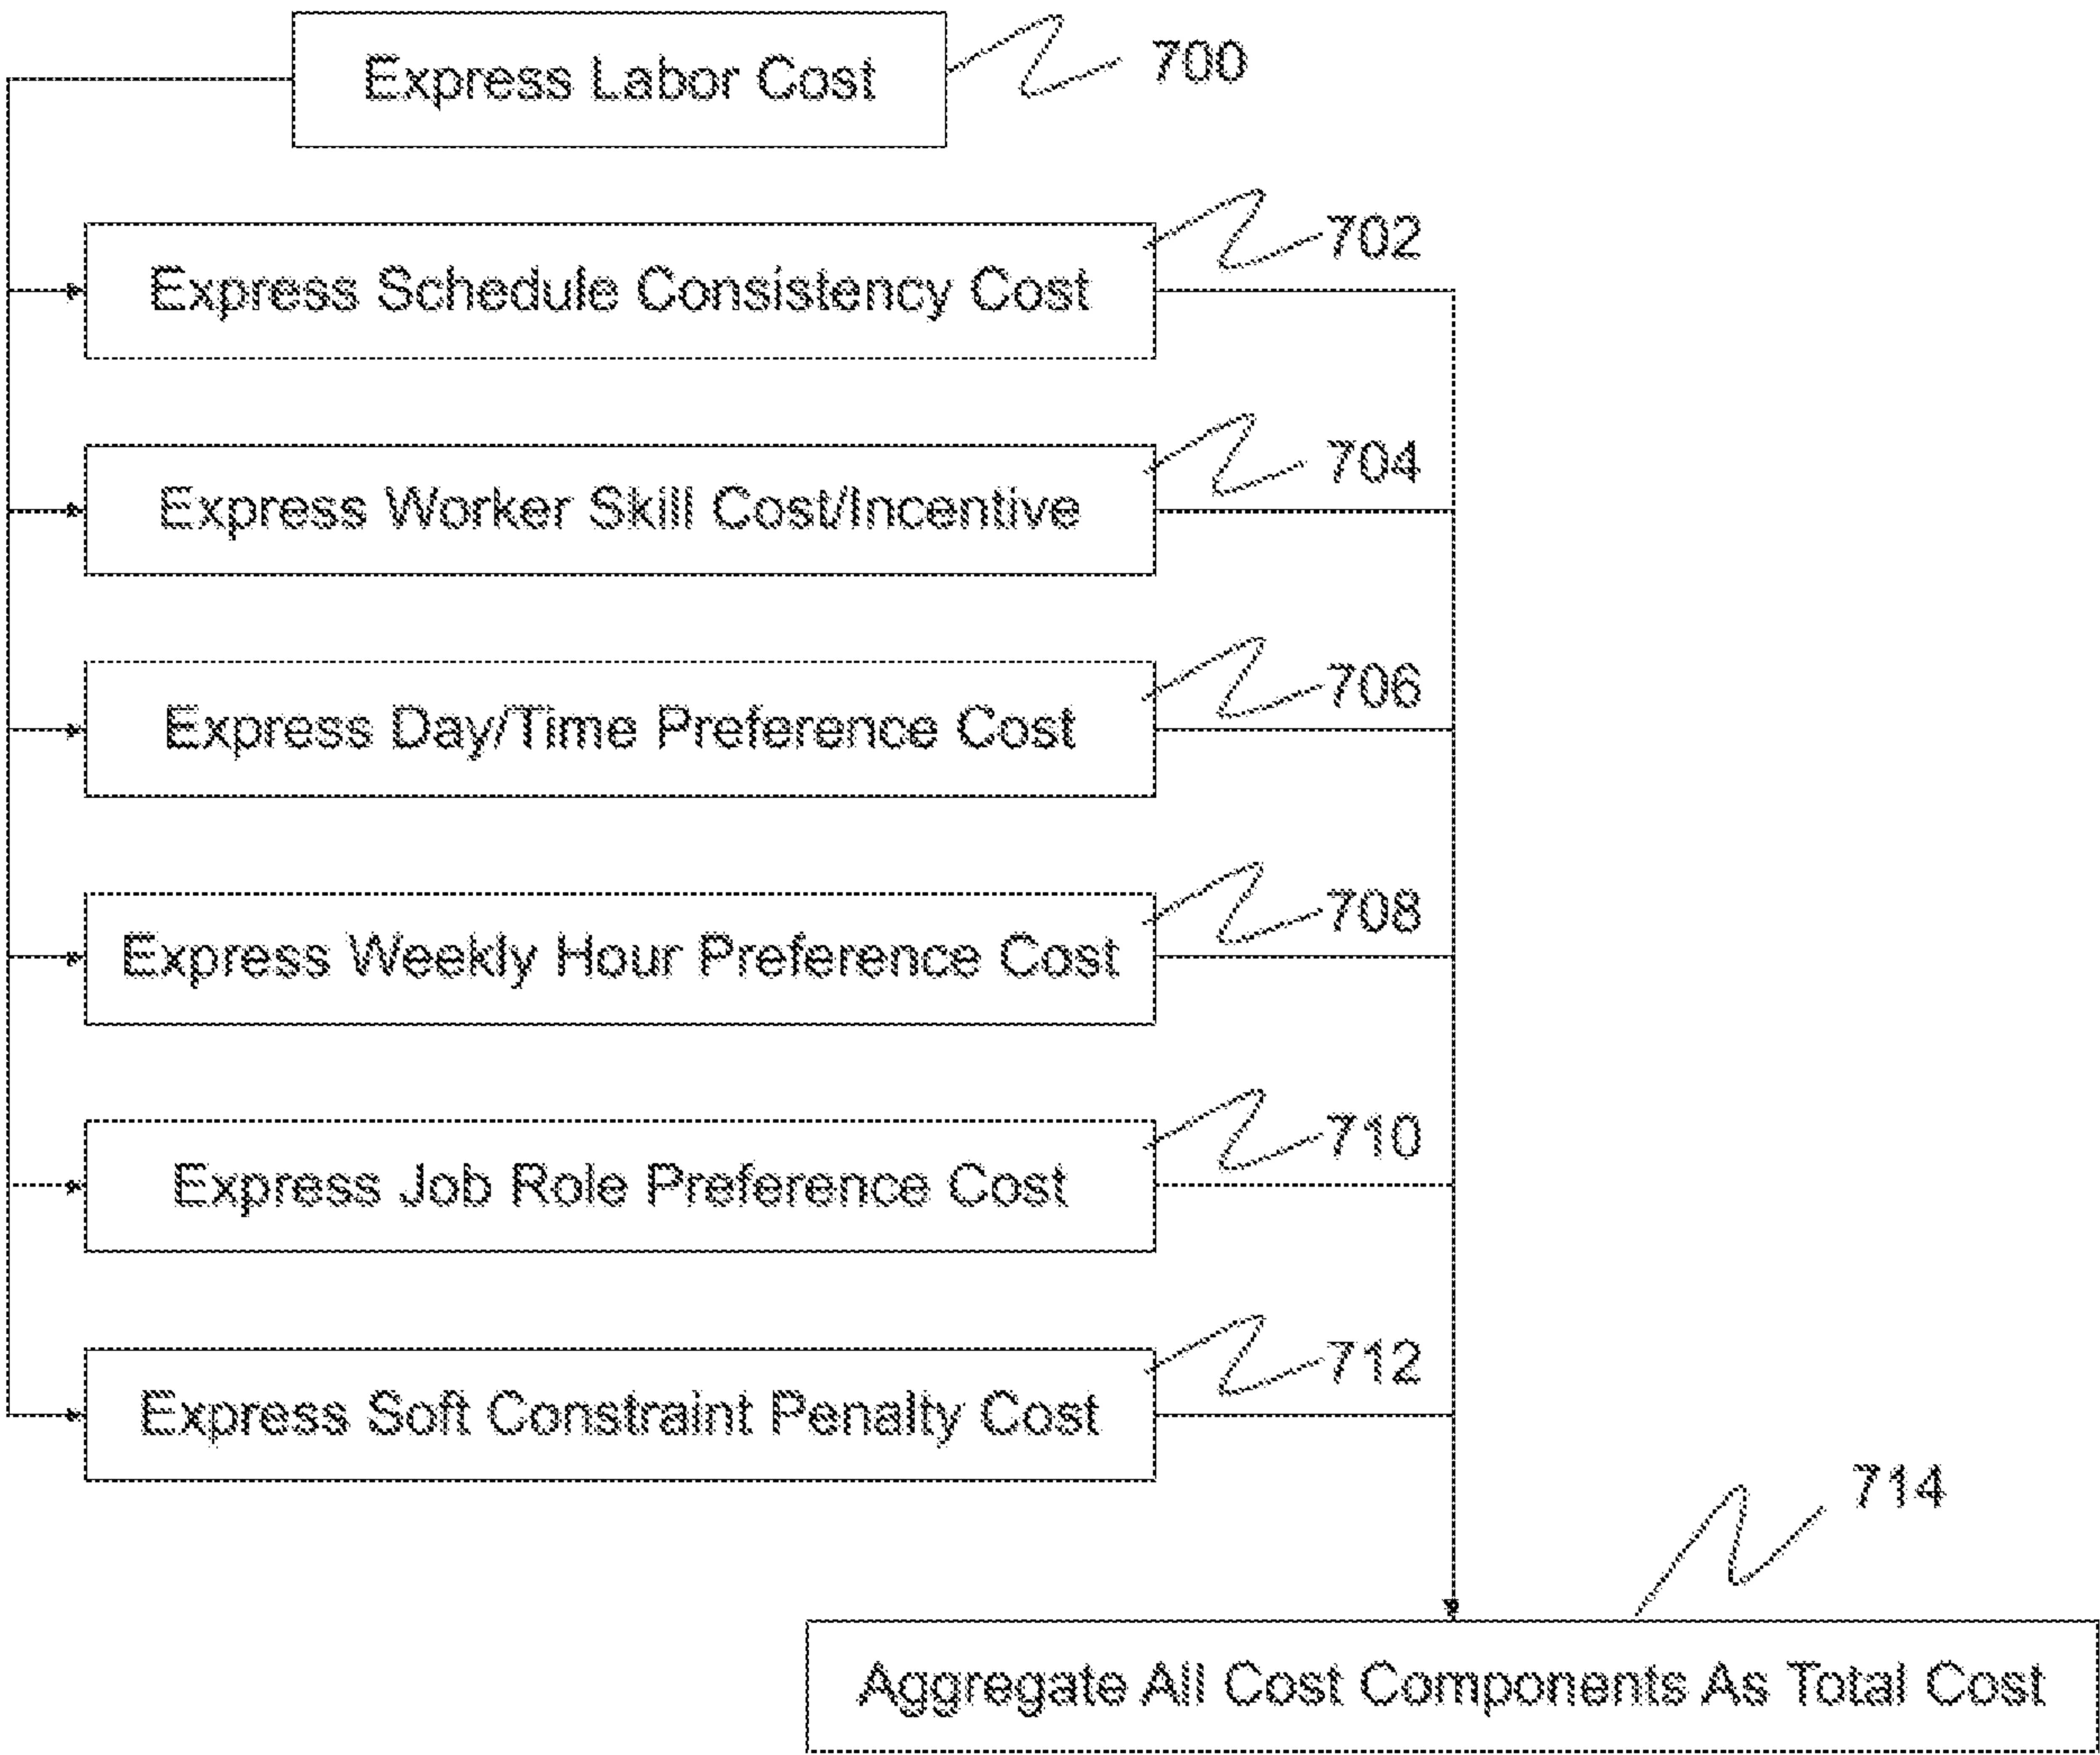 Express Labor Cost
700
Express Schedule Consistency Cost
702
Express Worker Skill Cost/Incentive
704
Express Day/Time Preference Cost
706
Express Weekly Hour Preference Cost
708
Express Job Role Preference Cost
710
Express Soft Constraint Penalty Cost
712
714
Aggregate All Cost Components As Total Cost